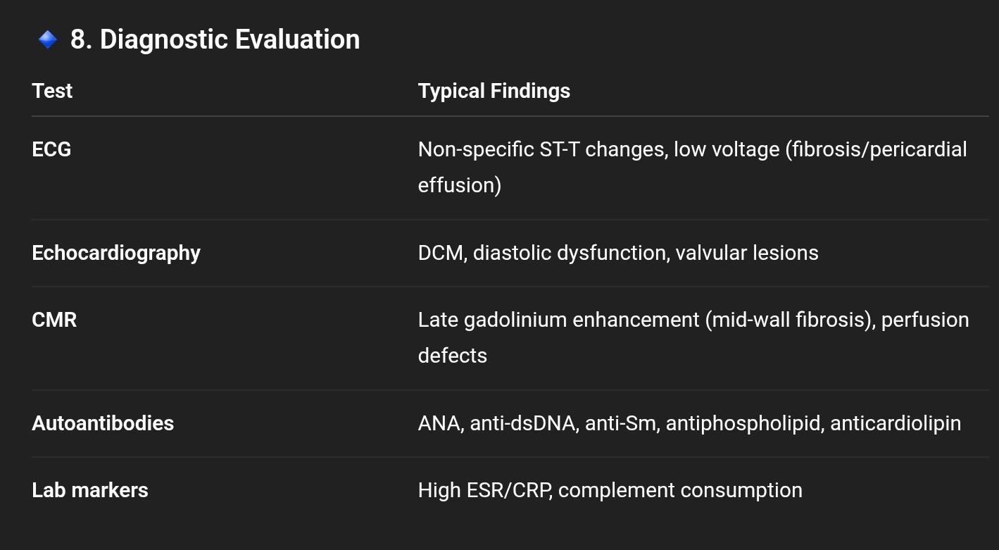 🔹 8. Diagnostic Evaluation
Test Typical Findings
ECG Non-specific ST-T changes, low voltage (fibrosis/pericardial
effusion)
Echocardiography DCM, diastolic dysfunction, valvular lesions
CMR Late gadolinium enhancement (mid-wall fibrosis), perfusion
defects
Autoantibodies ANA, anti-dsDNA, anti-Sm, antiphospholipid, anticardiolipin
Lab markers High ESR/CRP, complement consumption